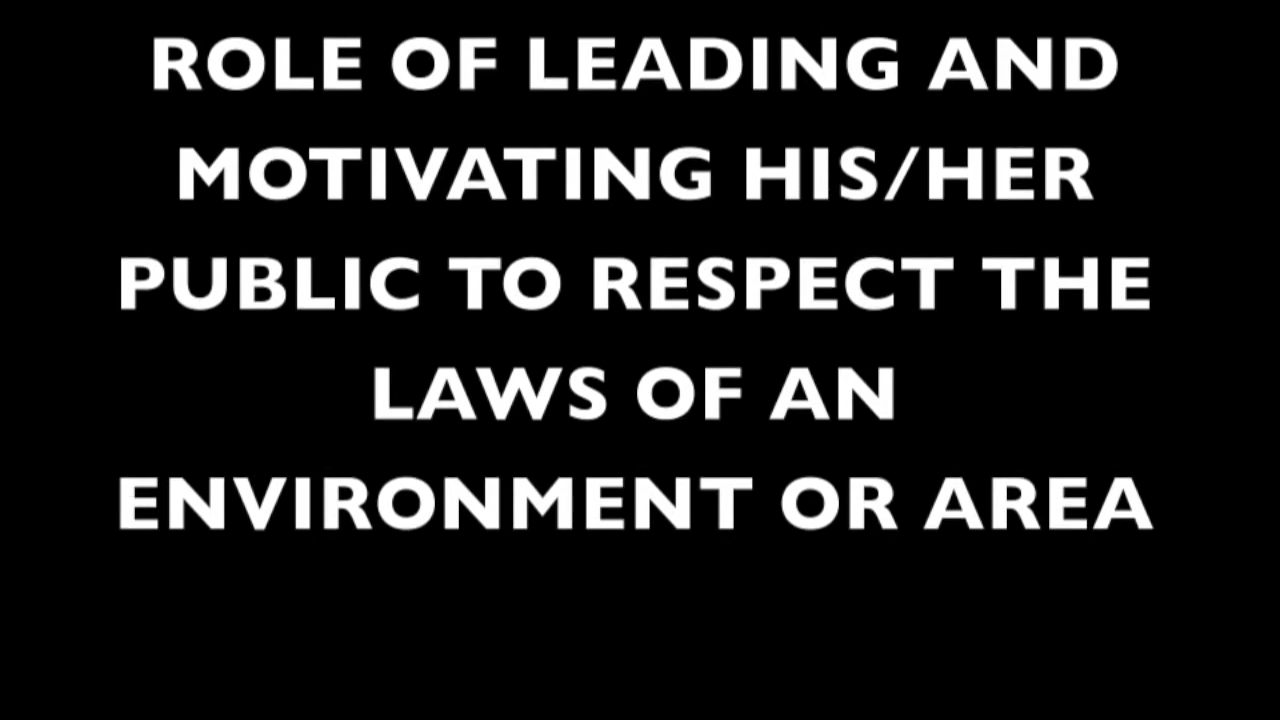 ROLE OF LEADING AND
MOTIVATING HIS/HER
PUBLIC TO RESPECT THE
LAWS OF AN
ENVIRONMENT OR AREA